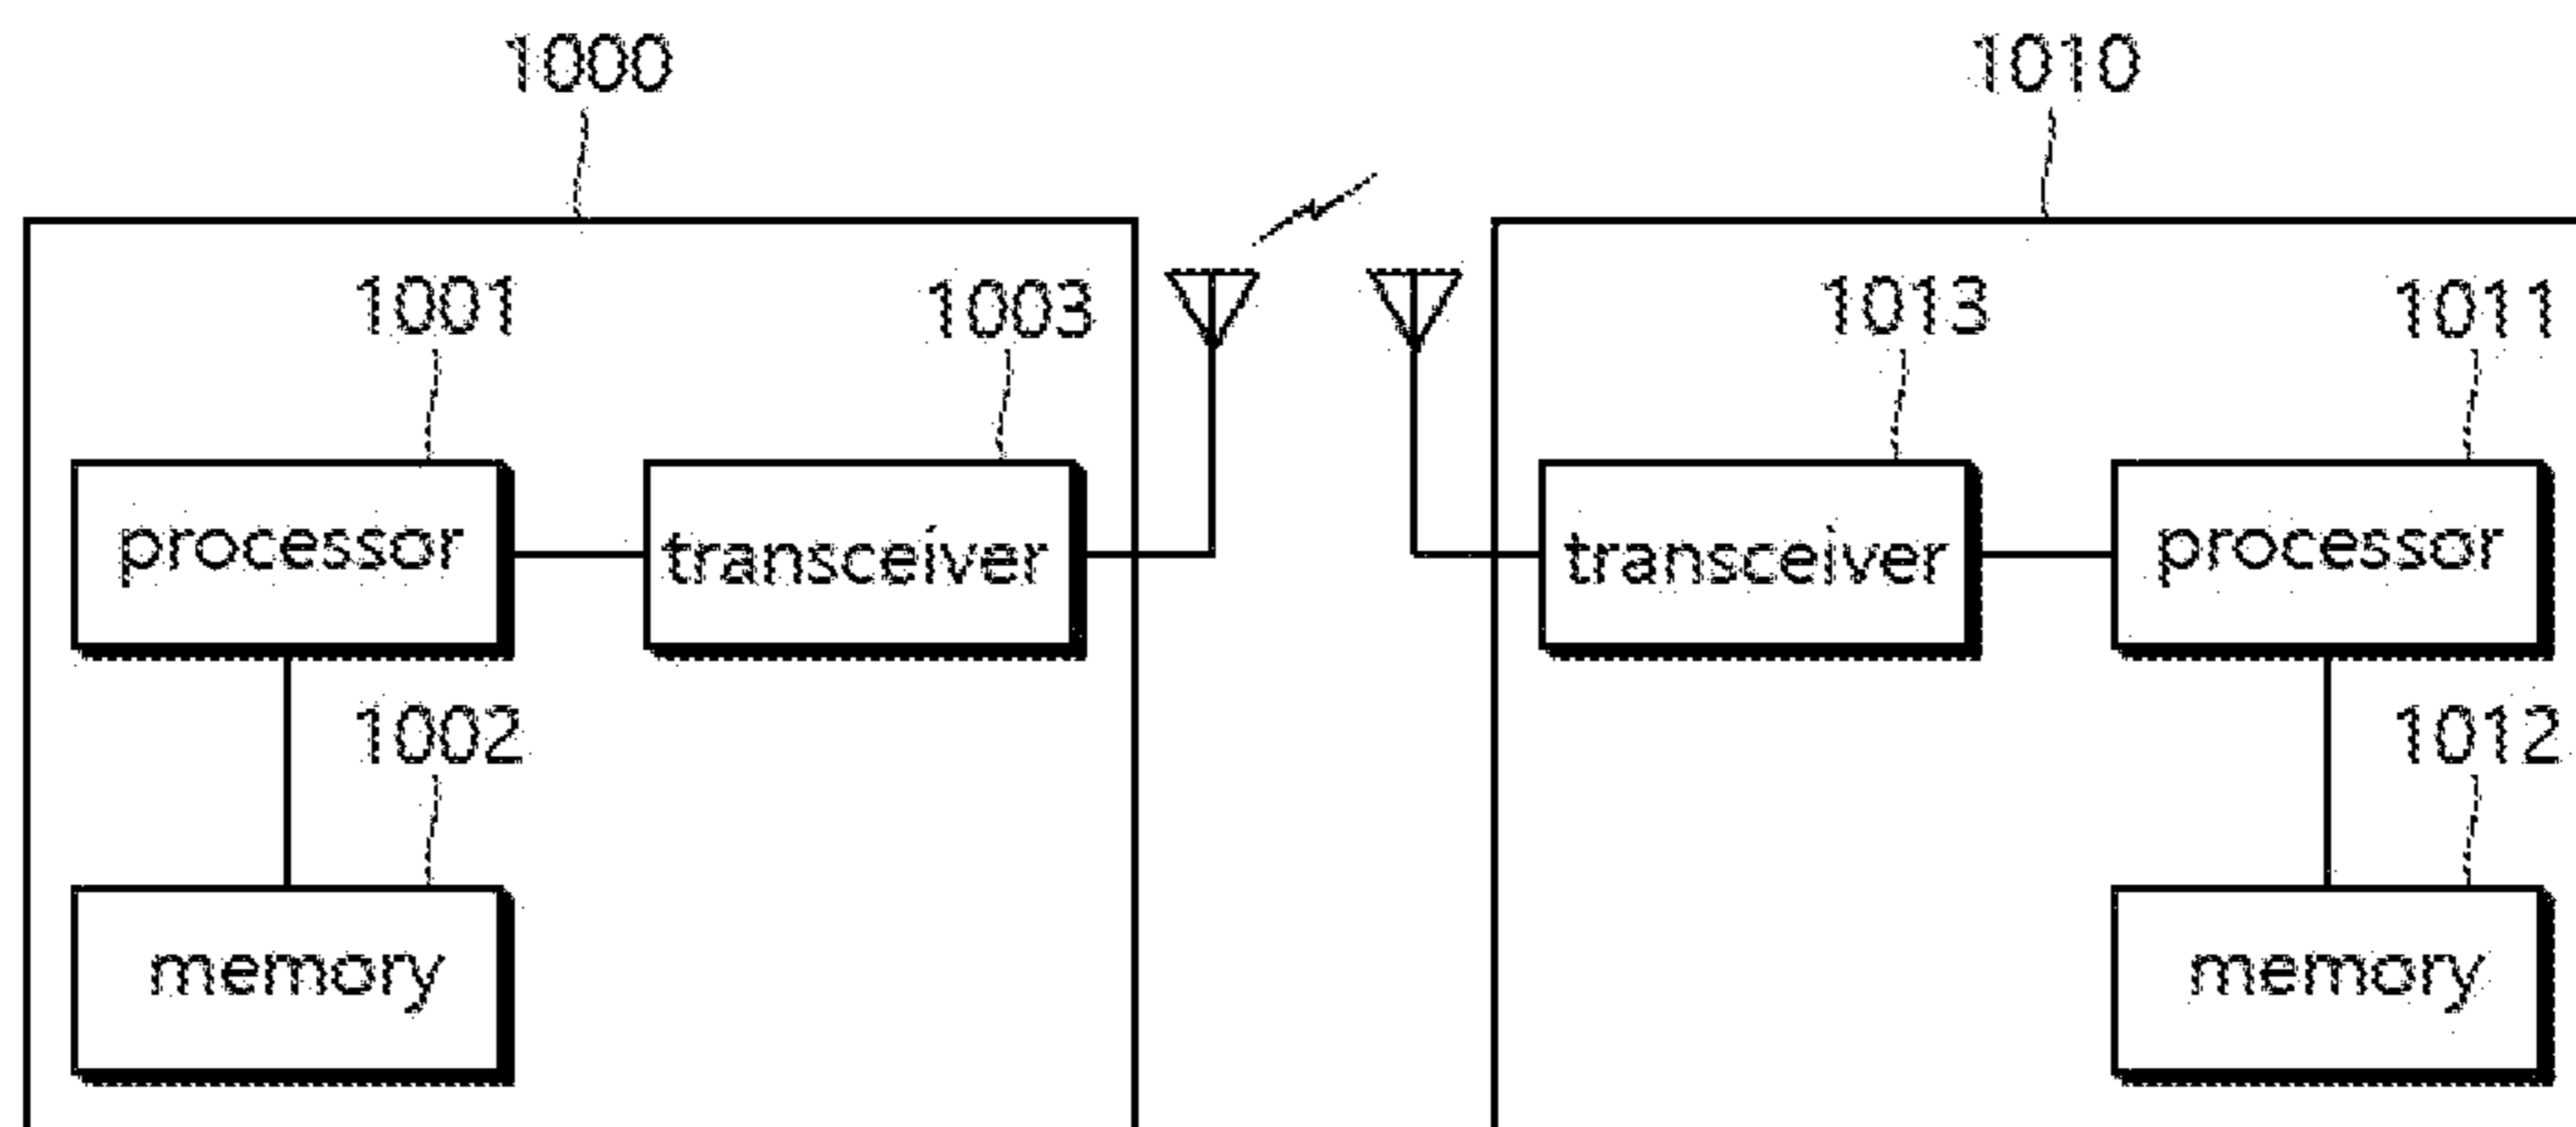 1000 1010
1001 1003 1013 1011
processor transceiver transceiver processor
1002 1012
memory memory